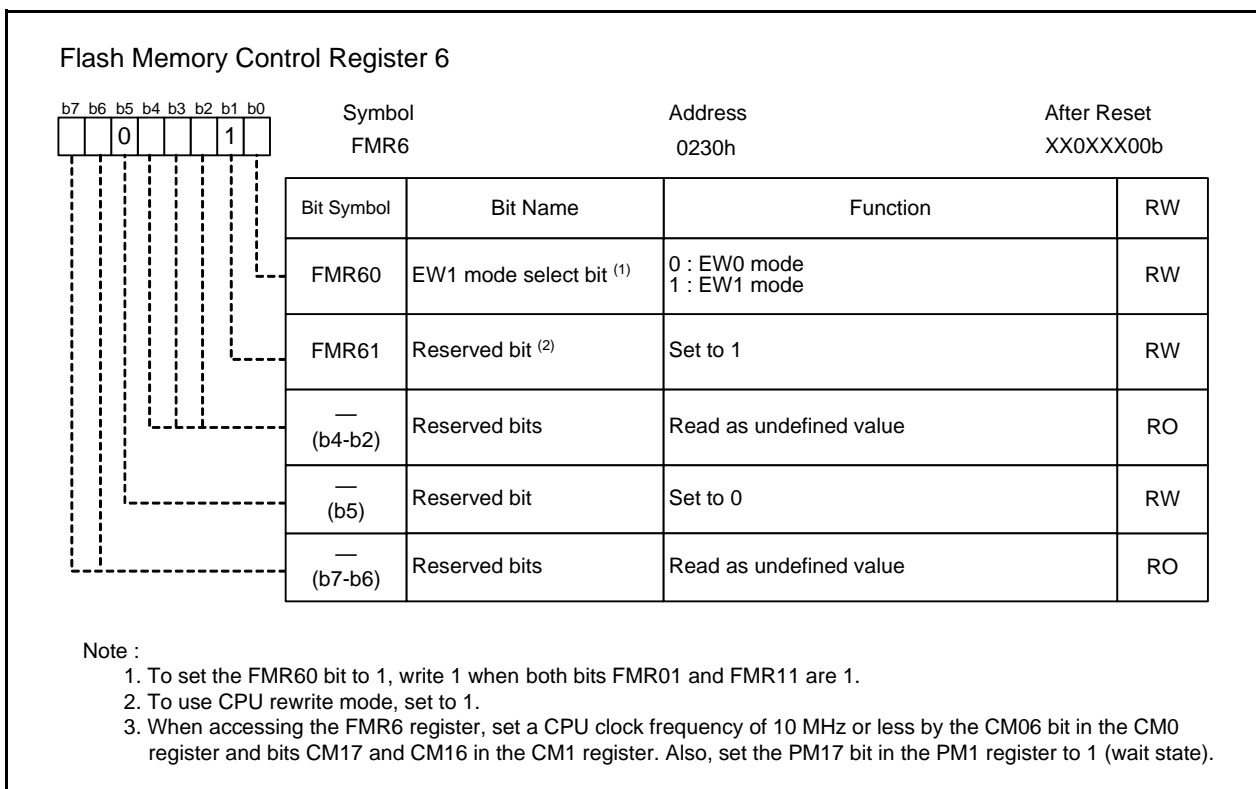 Flash Memory Control Register 6
b7 b6 b5 b4 b3 b2 b1 b0
0 1
Symbol Address After Reset
FMR6 0230h XX0XXX00b
Bit Symbol Bit Name Function RW
FMR60 EW1 mode select bit (1) 0 : EW0 mode RW
1 : EW1 mode
FMR61 Reserved bit (2) Set to 1 RW
—
(b4-b2) Reserved bits Read as undefined value RO
—
(b5) Reserved bit Set to 0 RW
—
(b7-b6) Reserved bits Read as undefined value RO
Note :
1. To set the FMR60 bit to 1, write 1 when both bits FMR01 and FMR11 are 1.
2. To use CPU rewrite mode, set to 1.
3. When accessing the FMR6 register, set a CPU clock frequency of 10 MHz or less by the CM06 bit in the CM0
register and bits CM17 and CM16 in the CM1 register. Also, set the PM17 bit in the PM1 register to 1 (wait state).